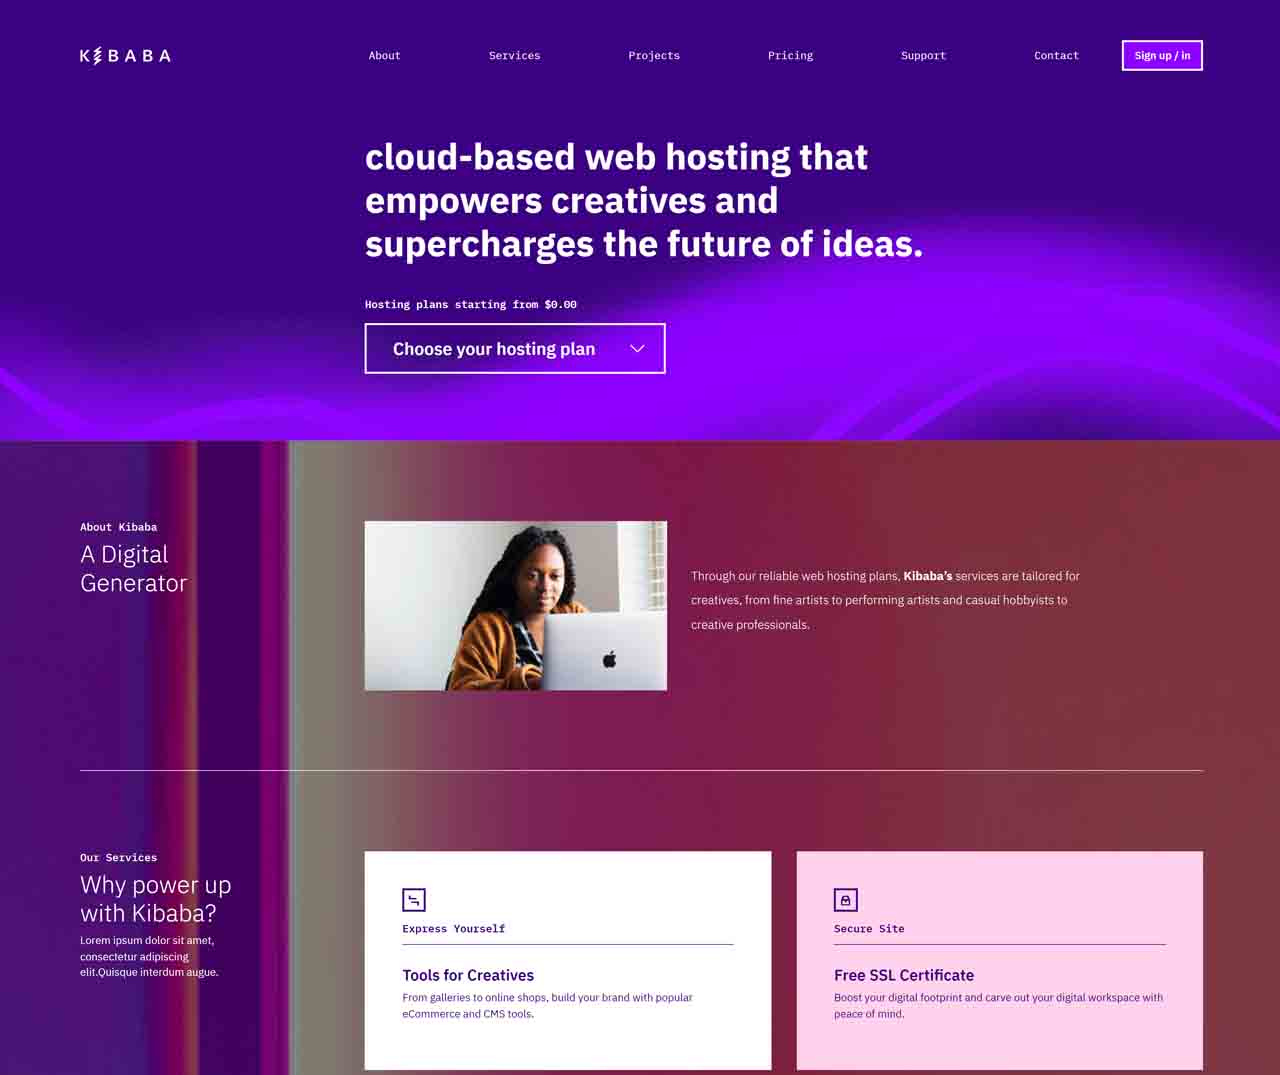 KIBABA
About
Services
Projects
Pricing
Support
Contact
Sign up / in
cloud-based web hosting that
empowers creatives and
supercharges the future of ideas.
Hosting plans starting from $0.00
Choose your hosting plan
About Kibaba
A Digital
Generator
Through our reliable web hosting plans, Kibaba’s services are tailored for
creatives, from fine artists to performing artists and casual hobbyists to
creative professionals.
Our Services
Why power up
with Kibaba?
Lorem ipsum dolor sit amet,
consectetur adipiscing
elit.Quisque interdum augue.
Express Yourself
Tools for Creatives
From galleries to online shops, build your brand with popular
eCommerce and CMS tools.
Secure Site
Free SSL Certificate
Boost your digital footprint and carve out your digital workspace with
peace of mind.